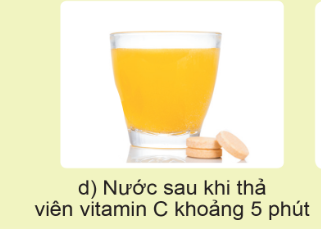 d) Nước sau khi thả
viên vitamin C khoảng 5 phút